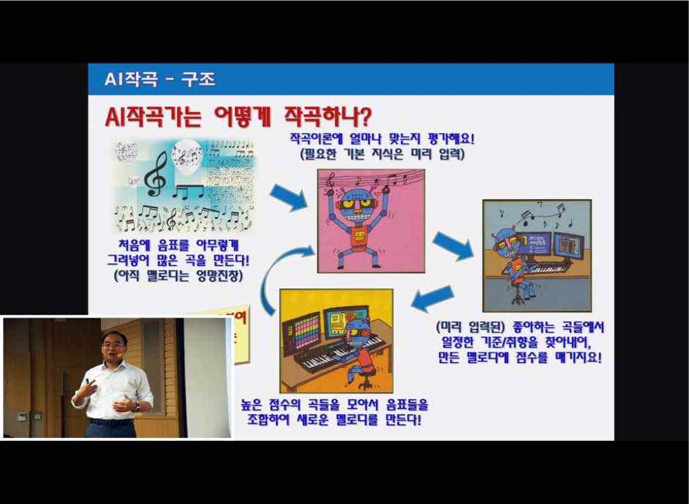 AI작곡 - 구조
AI작곡가는 어떻게 작곡하나?
작곡이론에 얼마나 맞는지 평가해요!
(필요한 기본 지식은 미리 입력)
처음에 음표를 아무렇게
그려넣어 많은 곡을 만든다!
(아직 멜로디는 엉망진창)
(미리 입력된) 좋아하는 곡들에서
일정한 기준/취향을 찾아내어,
만든 멜로디에 점수를 매기지요!
높은 점수의 곡들을 모아서 음표들을
조합하여 새로운 멜로디를 만든다!